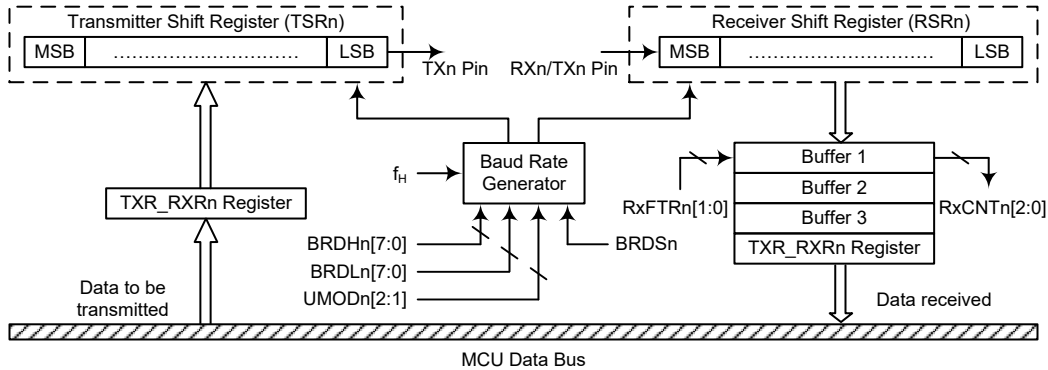 Transmitter Shift Register (TSRn)
MSB ………………………… LSB
TXn Pin
Receiver Shift Register (RSRn)
RXn/TXn Pin
MSB ………………………… LSB
fH
Baud Rate
Generator
BRDHn[7:0]
BRDLn[7:0]
UMODn[2:1]
BRDSn
TXR_RXRn Register
Data to be
transmitted
Buffer 1
Buffer 2
Buffer 3
TXR_RXRn Register
RxFTRn[1:0]
RxCNTn[2:0]
Data received
MCU Data Bus